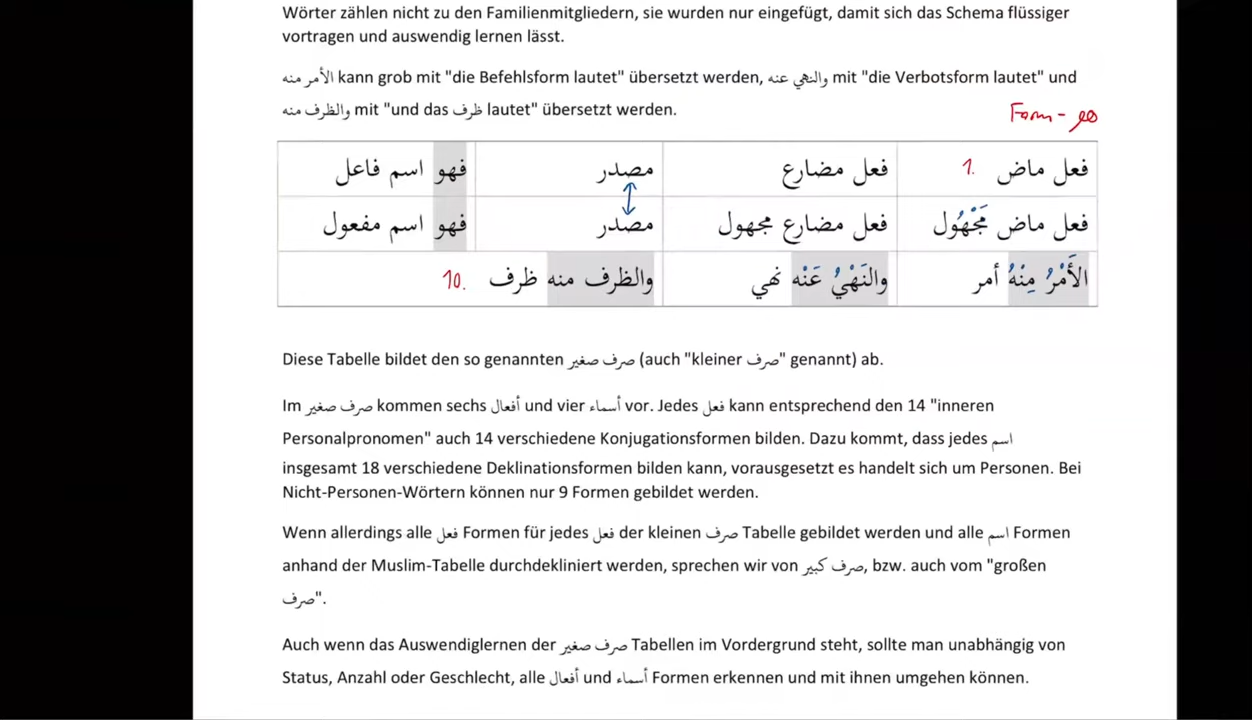 Wörter zählen nicht zu den Familienmitgliedern, sie wurden nur eingefügt, damit sich das Schema flüssiger
vortragen und auswendig lernen lässt.
الأمر منه kann grob mit "die Befehlsform lautet" übersetzt werden, والنهي عنه mit "die Verbotsform lautet" und
والظرف منه mit "und das ظرف lautet" übersetzt werden.
Form-
فعل ماض 1. فعل مضارع مصدر فهو اسم فاعل
فعل ماض مَجْهُول فعل مضارع مجهول مصدر فهو اسم مفعول
الأَمْرُ مِنْهُ أمر والنَهْيُ عَنْه نهي والظرف منه ظرف 10.
Diese Tabelle bildet den so genannten صرف صغير (auch "kleiner صرف" genannt) ab.
Im صرف صغير kommen sechs أفعال und vier أسماء vor. Jedes فعل kann entsprechend den 14 "inneren
Personalpronomen" auch 14 verschiedene Konjugationsformen bilden. Dazu kommt, dass jedes اسم
insgesamt 18 verschiedene Deklinationsformen bilden kann, vorausgesetzt es handelt sich um Personen. Bei
Nicht-Personen-Wörtern können nur 9 Formen gebildet werden.
Wenn allerdings alle فعل Formen für jedes فعل der kleinen صرف Tabelle gebildet werden und alle اسم Formen
anhand der Muslim-Tabelle durchdekliniert werden, sprechen wir von صرف كبير, bzw. auch vom "großen
صرف".
Auch wenn das Auswendiglernen der صرف صغير Tabellen im Vordergrund steht, sollte man unabhängig von
Status, Anzahl oder Geschlecht, alle أفعال und أسماء Formen erkennen und mit ihnen umgehen können.